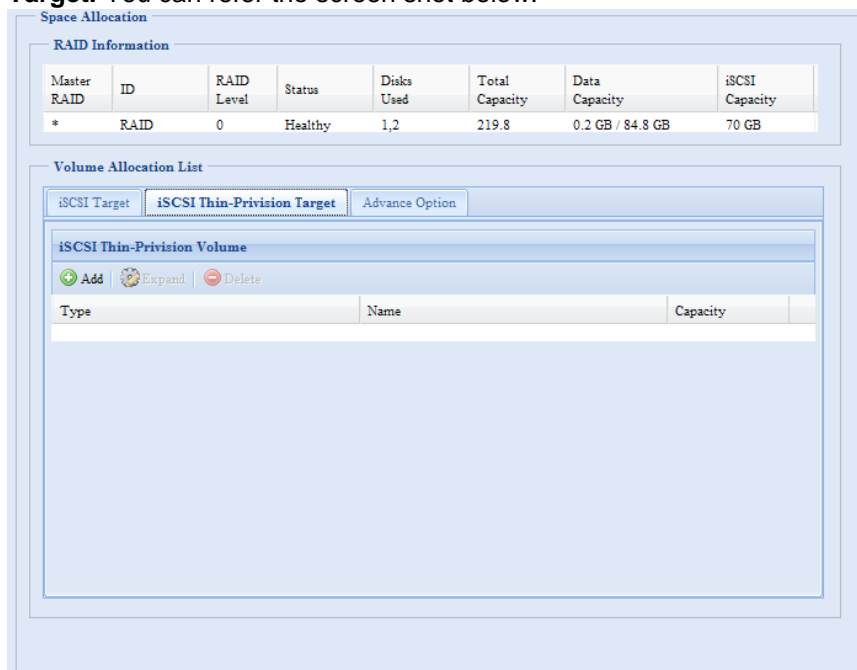 Target. You can refer the screen shot below.
Space Allocation
RAID Information
Master RAID ID RAID Level Status Disks Used Total Capacity Data Capacity iSCSI Capacity
* RAID 0 Healthy 1,2 219.8 0.2 GB / 84.8 GB 70 GB
Volume Allocation List
iSCSI Target iSCSI Thin-Privision Target Advance Option
iSCSI Thin-Privision Volume
Add Expand Delete
Type Name Capacity